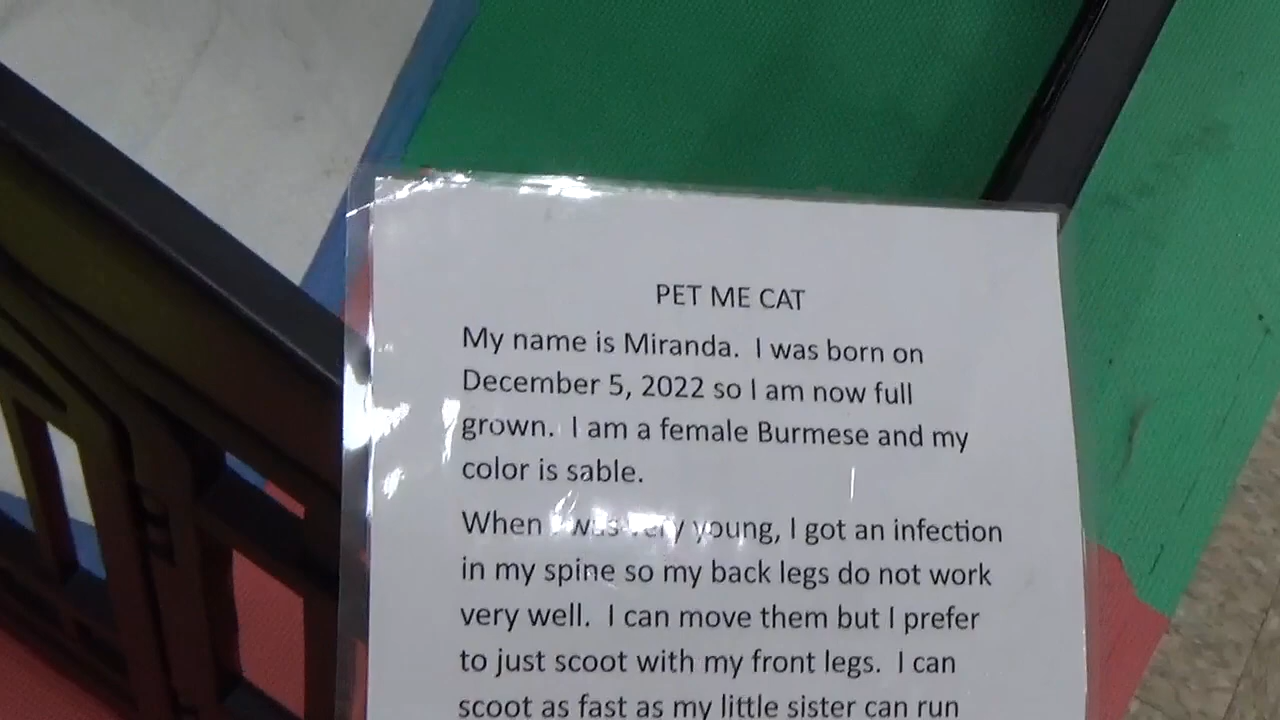 PET ME CAT
My name is Miranda. I was born on
December 5, 2022 so I am now full
grown. I am a female Burmese and my
color is sable.
When I was very young, I got an infection
in my spine so my back legs do not work
very well. I can move them but I prefer
to just scoot with my front legs. I can
scoot as fast as my little sister can run